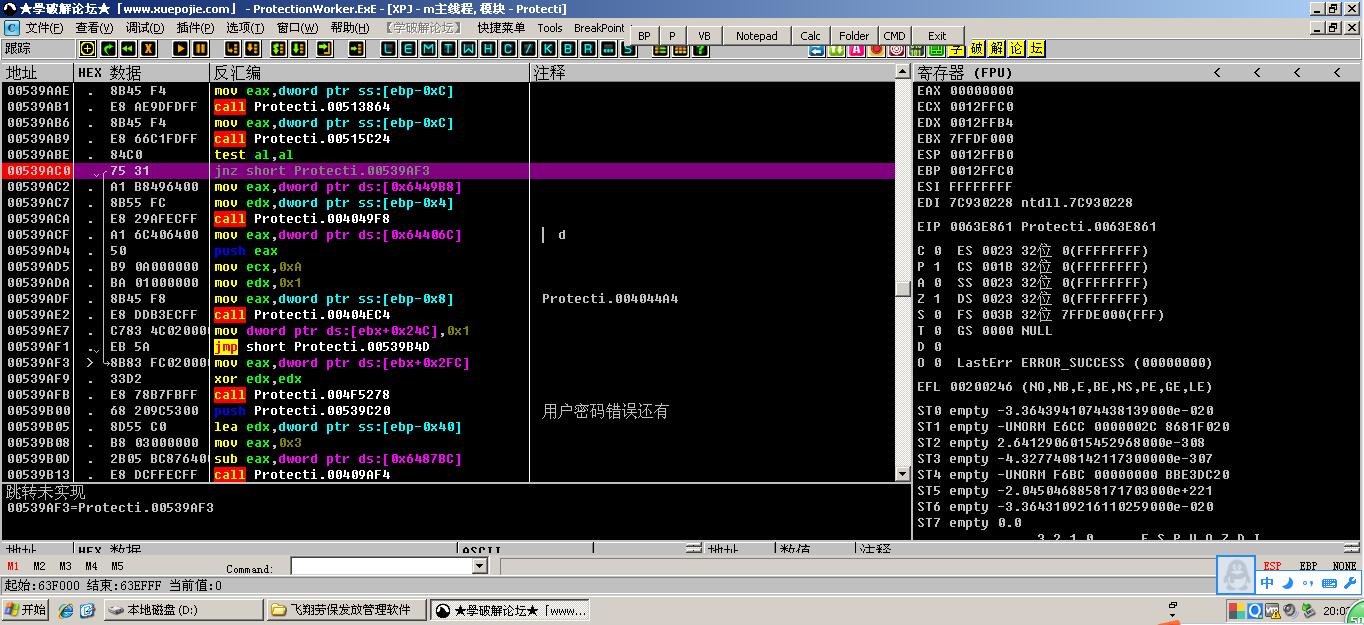 ★学破解论坛★「www.xuepojie.com」 - ProtectionWorker.ExE - [XPJ - m主线程, 模块 - Protecti]
文件(F) 查看(V) 调试(D) 插件(P) 选项(T) 窗口(W) 帮助(H) 【学破解论坛】 快捷菜单 Tools BreakPoint
BP P VB Notepad Calc Folder CMD Exit
跟踪 L E M T W H C / K B R ... S 字 破 解 论 坛
地址 HEX 数据 反汇编 注释
00539AAE . 8B45 F4 mov eax,dword ptr ss:[ebp-0xC]
00539AB1 . E8 AE9DFDFF call Protecti.00513864
00539AB6 . 8B45 F4 mov eax,dword ptr ss:[ebp-0xC]
00539AB9 . E8 66C1FDFF call Protecti.00515C24
00539ABE . 84C0 test al,al
00539AC0 . 75 31 jnz short Protecti.00539AF3
00539AC2 . A1 B8496400 mov eax,dword ptr ds:[0x6449B8]
00539AC7 . 8B55 FC mov edx,dword ptr ss:[ebp-0x4]
00539ACA . E8 29AFECFF call Protecti.004049F8
00539ACF . A1 6C406400 mov eax,dword ptr ds:[0x64406C] | d
00539AD4 . 50 push eax
00539AD5 . B9 0A000000 mov ecx,0xA
00539ADA . BA 01000000 mov edx,0x1
00539ADF . 8B45 F8 mov eax,dword ptr ss:[ebp-0x8] Protecti.004044A4
00539AE2 . E8 DDB3ECFF call Protecti.00404EC4
00539AE7 . C783 4C02000 mov dword ptr ds:[ebx+0x24C],0x1
00539AF1 . EB 5A jmp short Protecti.00539B4D
00539AF3 > 8B83 FC02000 mov eax,dword ptr ds:[ebx+0x2FC]
00539AF9 . 33D2 xor edx,edx
00539AFB . E8 78B7FBFF call Protecti.004F5278
00539B00 . 68 209C5300 push Protecti.00539C20 用户密码错误还有
00539B05 . 8D55 C0 lea edx,dword ptr ss:[ebp-0x40]
00539B08 . B8 03000000 mov eax,0x3
00539B0D . 2B05 BC876400 sub eax,dword ptr ds:[0x6487BC]
00539B13 . E8 DCFFECFF call Protecti.00409AF4
跳转未实现
00539AF3=Protecti.00539AF3
寄存器 (FPU) < < < <
EAX 00000000
ECX 0012FFC0
EDX 0012FFB4
EBX 7FFDF000
ESP 0012FFB0
EBP 0012FFC0
ESI FFFFFFFF
EDI 7C930228 ntdll.7C930228
EIP 0063E861 Protecti.0063E861
C 0 ES 0023 32位 0(FFFFFFFF)
P 1 CS 001B 32位 0(FFFFFFFF)
A 0 SS 0023 32位 0(FFFFFFFF)
Z 1 DS 0023 32位 0(FFFFFFFF)
S 0 FS 003B 32位 7FFDE000(FFF)
T 0 GS 0000 NULL
D 0
O 0 LastErr ERROR_SUCCESS (00000000)
EFL 00200246 (NO,NB,E,BE,NS,PE,GE,LE)
ST0 empty -3.3643941074438139000e-020
ST1 empty -UNORM E6CC 0000002C 8681F020
ST2 empty 2.6412906015452968000e-308
ST3 empty -4.3277408142117300000e-307
ST4 empty -UNORM F6BC 00000000 BBE3DC20
ST5 empty -2.0450468858171703000e+221
ST6 empty -3.3643109216110259000e-020
ST7 empty 0.0
3 2 1 0 E S P U O Z D I
地址 HEX 数据 ASCII 地址 数值 注释
M1 M2 M3 M4 M5 Command: ESP EBP NONE
起始:63F000 结束:63EFFF 当前值:0 中
开始 本地磁盘 (D:) 飞翔劳保发放管理软件 ★学破解论坛★「www...